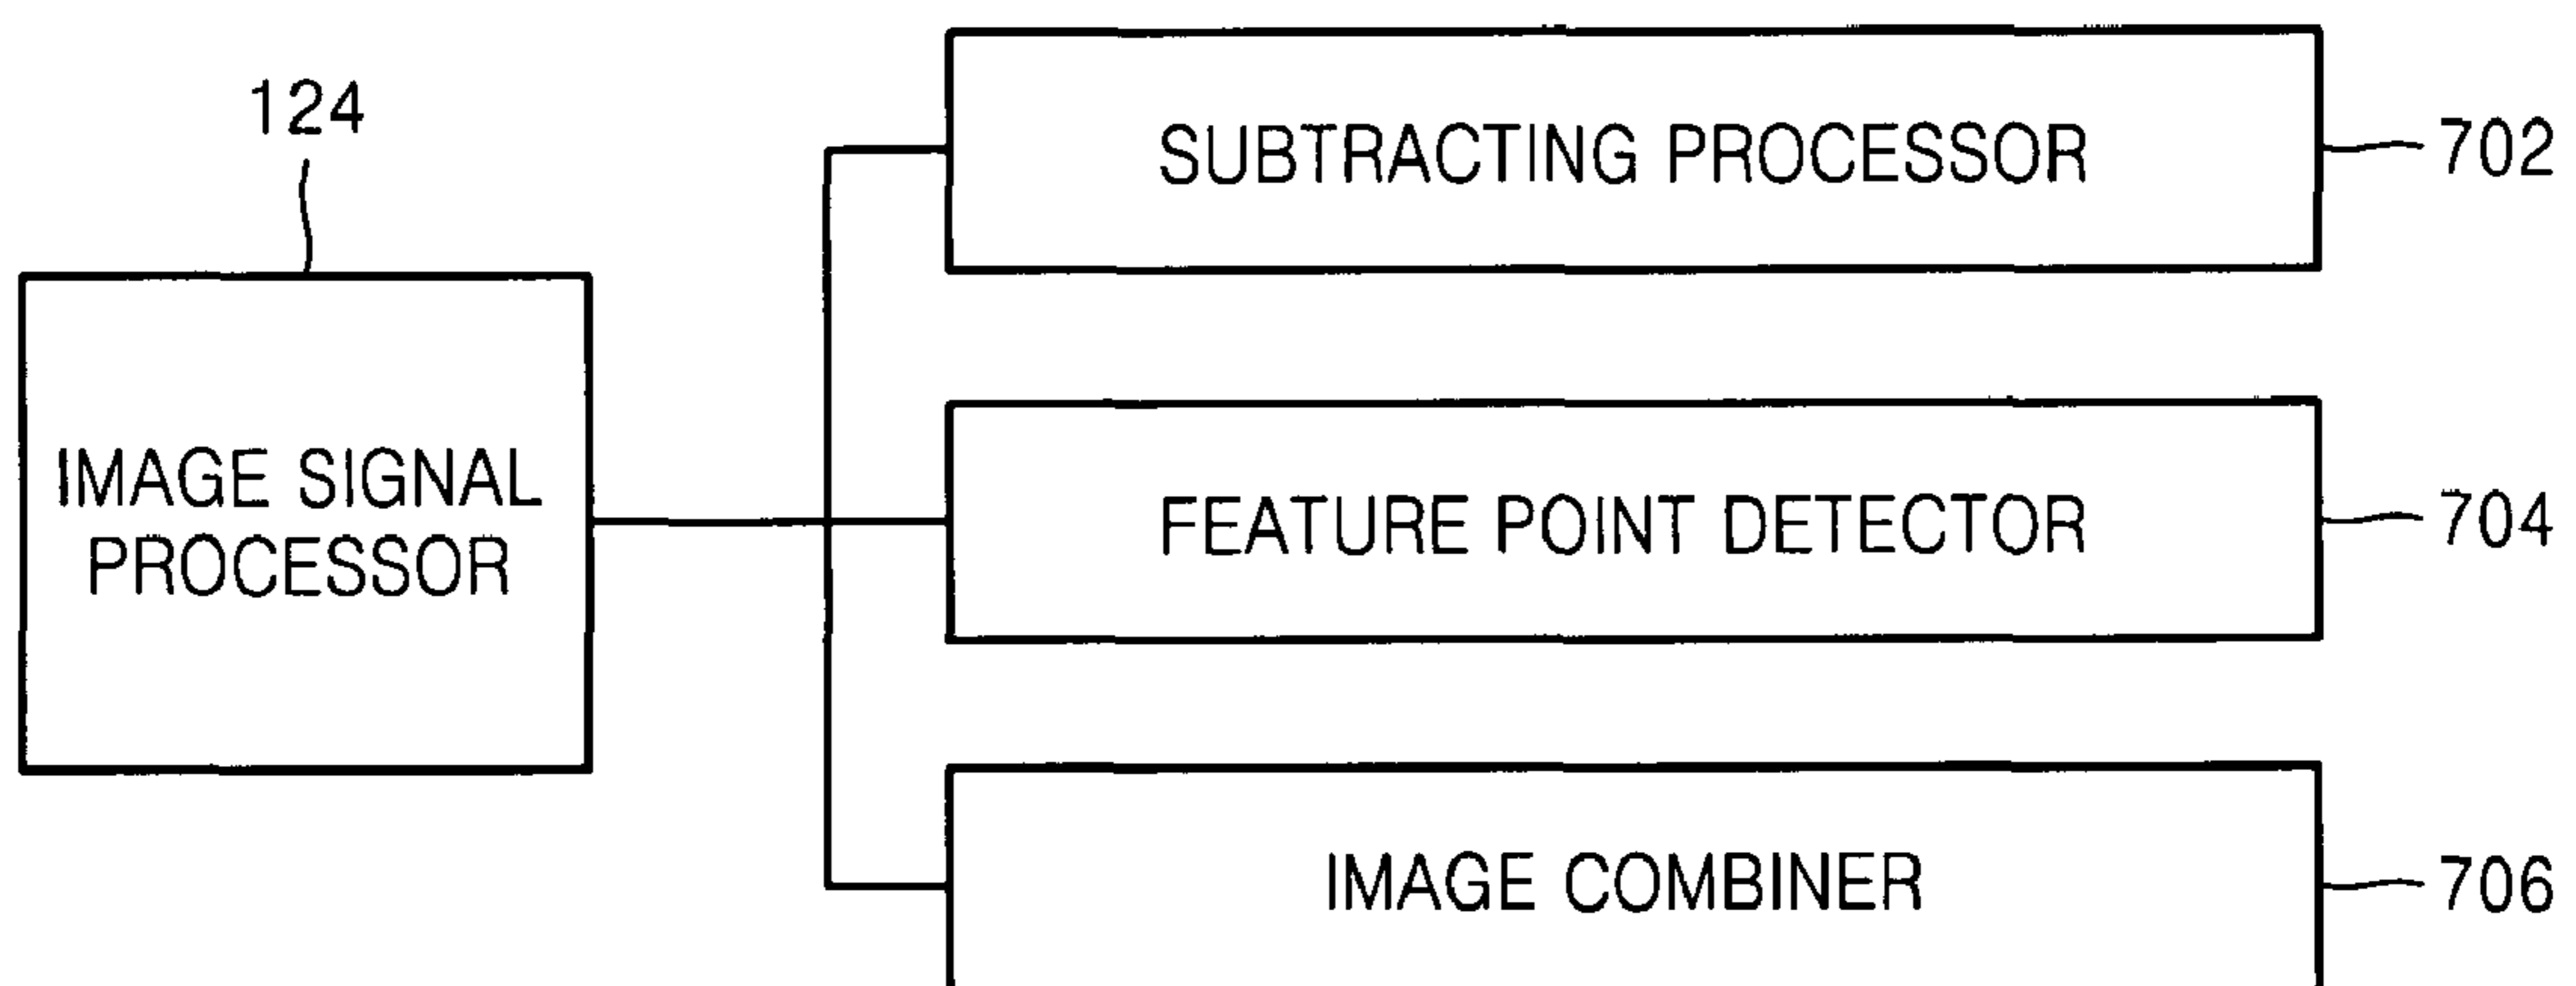 124
IMAGE SIGNAL
PROCESSOR
SUBTRACTING PROCESSOR
702
FEATURE POINT DETECTOR
704
IMAGE COMBINER
706